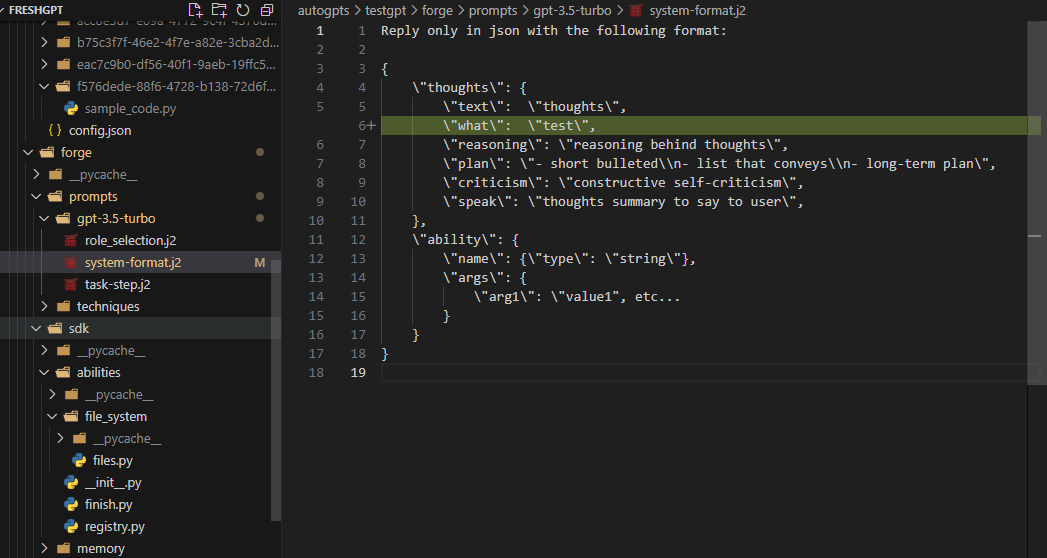 FRESHGPT
b75c3f7f-46e2-4f7e-a82e-3cba2d...
eac7c9b0-df56-40f1-9aeb-19ffc5...
f576dede-88f6-4728-b138-72d6f...
sample_code.py
{} config.json
forge
__pycache__
prompts
gpt-3.5-turbo
role_selection.j2
system-format.j2 M
task-step.j2
techniques
sdk
__pycache__
abilities
__pycache__
file_system
__pycache__
files.py
__init__.py
finish.py
registry.py
memory
autogpts > testgpt > forge > prompts > gpt-3.5-turbo > system-format.j2
1 1 Reply only in json with the following format:
2 2
3 3 {
4 4 \"thoughts\": {
5 5 \"text\":  \"thoughts\",
6+ \"what\":  \"test\",
6 7 \"reasoning\": \"reasoning behind thoughts\",
7 8 \"plan\": \"- short bulleted\\n- list that conveys\\n- long-term plan\",
8 9 \"criticism\": \"constructive self-criticism\",
9 10 \"speak\": \"thoughts summary to say to user\",
10 11 },
11 12 \"ability\": {
12 13 \"name\": {\"type\": \"string\"},
13 14 \"args\": {
14 15 \"arg1\": \"value1", etc...
15 16 }
16 17 }
17 18 }
18 19